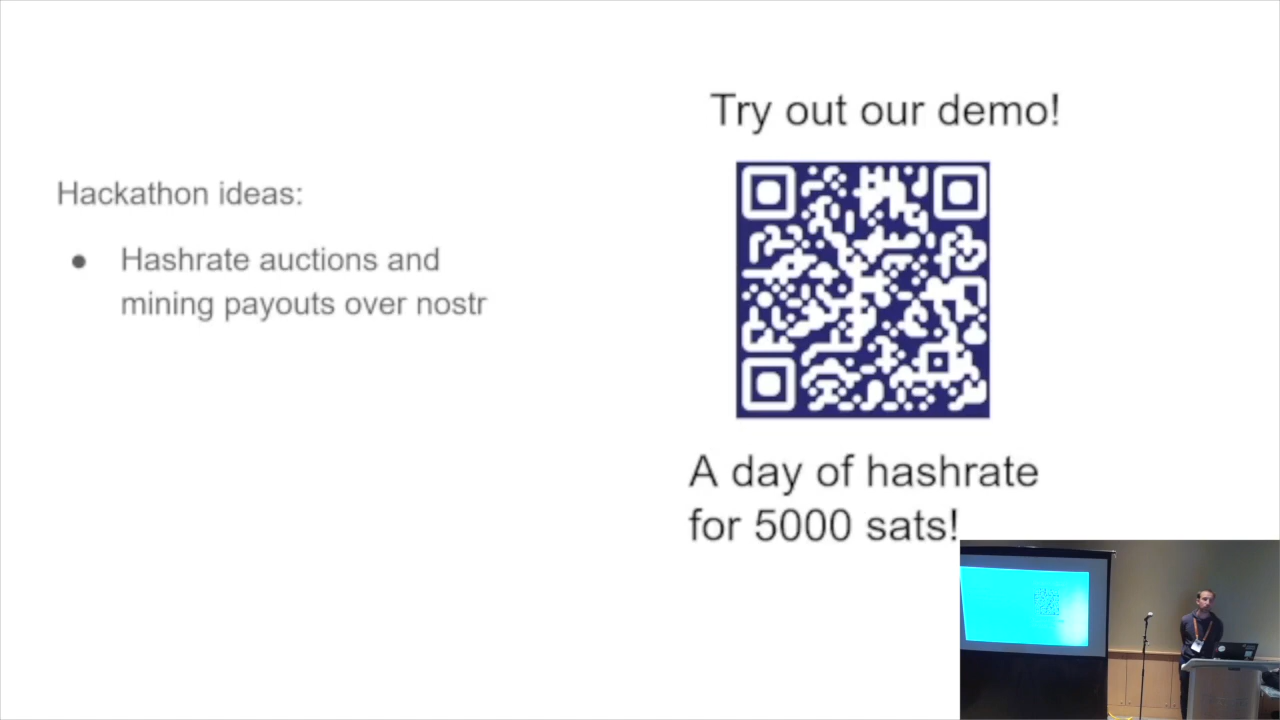 Try out our demo!
Hackathon ideas:
● Hashrate auctions and
mining payouts over nostr
A day of hashrate
for 5000 sats!